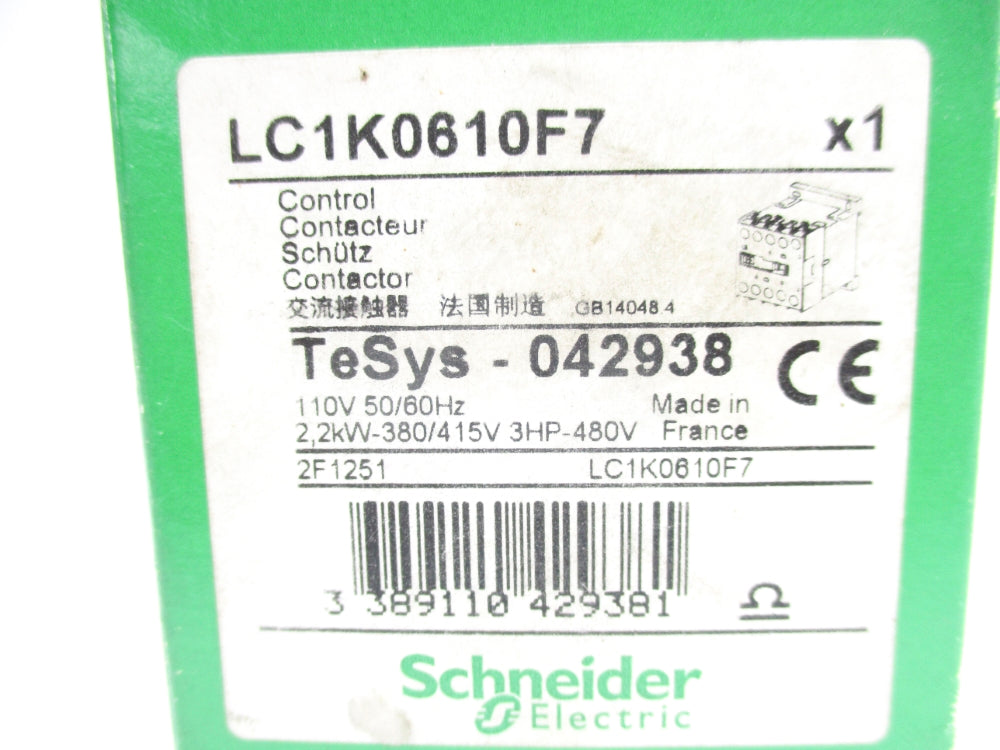 LC1K0610F7 x1
Control
Contacteur
Schütz
Contactor
交流接触器 法国制造 GB14048.4
TeSys - 042938 CE
110V 50/60Hz Made in
2,2kW-380/415V 3HP-480V France
2F1251 LC1K0610F7
3 389110 429381
Schneider
Electric